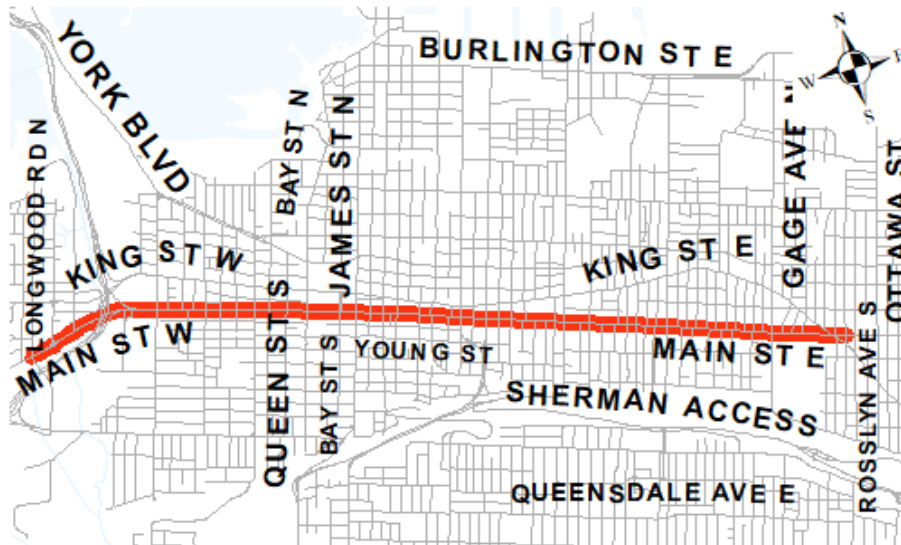 YORK BLVD
BURLINGTON ST E
N
E
W
S
LONGWOOD RD N
BAY ST N
JAMES ST N
GAGE AVE N
OTTAWA ST
KING ST W
KING ST E
MAIN ST W
QUEEN ST S
BAY ST S
YOUNG ST
MAIN ST E
SHERMAN ACCESS
ROSSLYN AVE S
QUEENSDALE AVE E